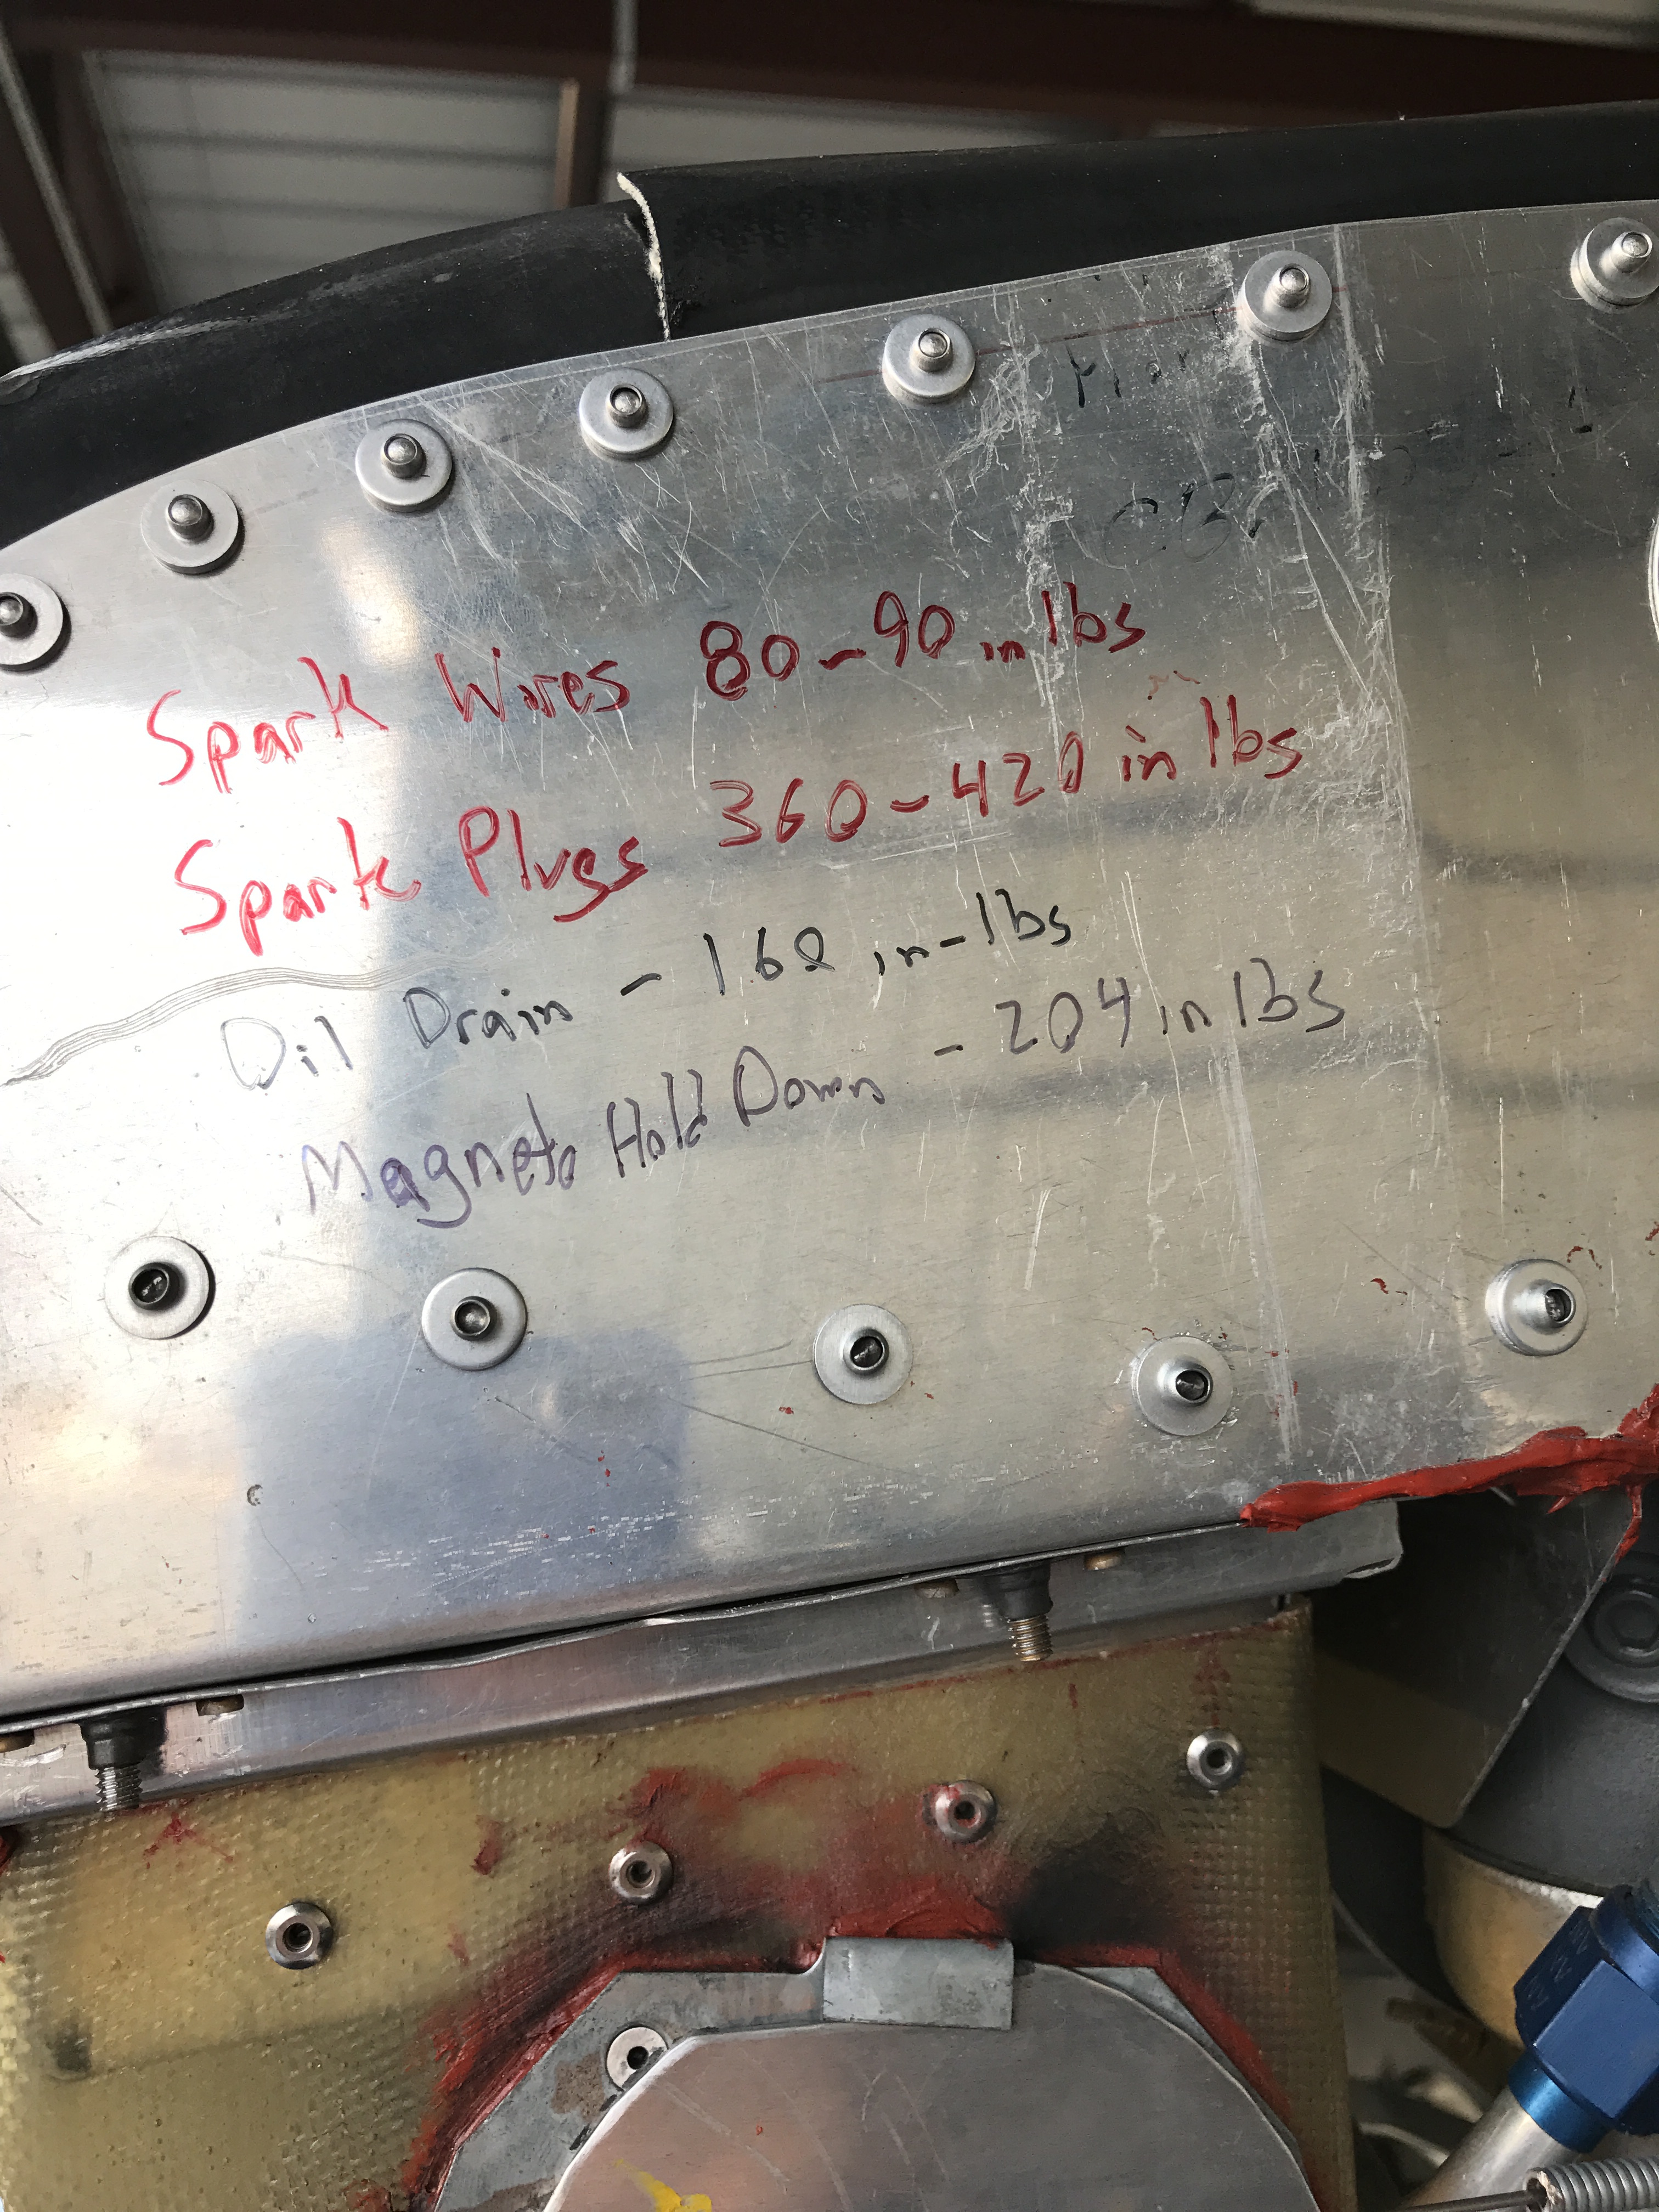 Spark Wires 80-90 in lbs
Spark Plugs 360-420 in lbs
Oil Drain - 168 in-lbs
Magneto Hold Down - 204 in lbs